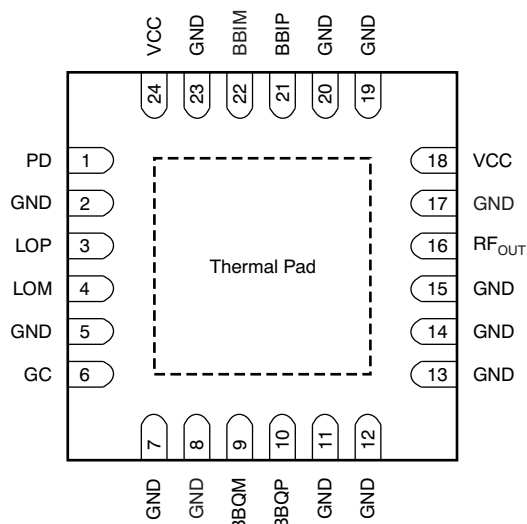 VCC GND BBIM BBIP GND GND
24 23 22 21 20 19
PD 1 18 VCC
GND 2 17 GND
LOP 3 16 RFOUT
Thermal Pad
LOM 4 15 GND
GND 5 14 GND
GC 6 13 GND
7 8 9 10 11 12
GND GND BBQM BBQP GND GND